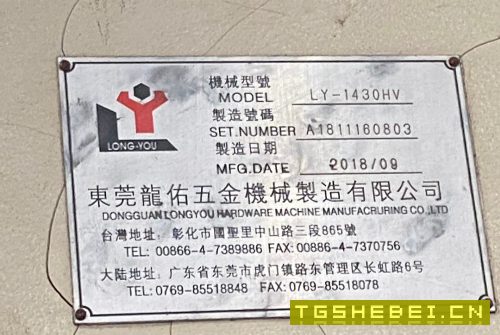 機械型號
MODEL LY-1430HV
製造號碼
SET.NUMBER A1811160803
製造日期
MFG.DATE 2018/09
LONG-YOU
東莞龍佑五金機械製造有限公司
DONGGUAN LONGYOU HARDWARE MACHINE MANUFACRURING CO.,LTD
台灣地址: 彰化市國聖里中山路三段865號
TEL: 00866-4-7389886 FAX: 00886-4-7370756
大陆地址: 广东省东莞市虎门镇路东管理区长虹路6号
TEL: 0769-85518848 FAX: 0769-85518078
TGSHEBEI.CN